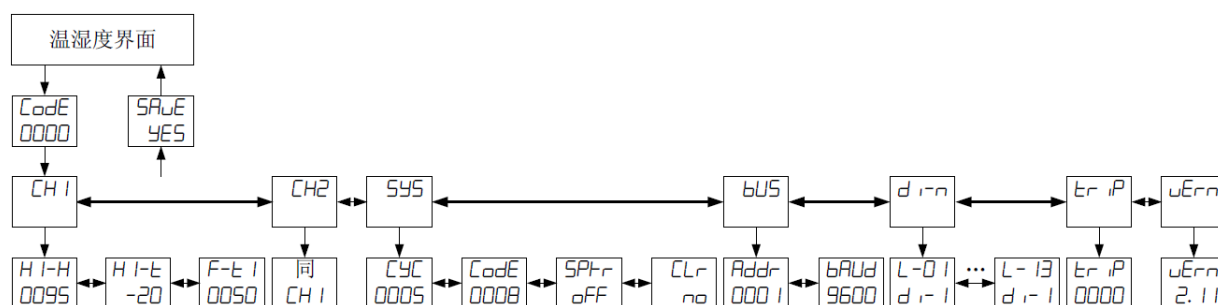 温湿度界面
CodE
0000
SAvE
YES
CH1
CH2
SYS
bUS
di-n
triP
vErn
H1-H
0095
H1-t
-20
F-t1
0050
同
CH1
CYC
0005
CodE
0008
SPtr
oFF
CLr
no
Addr
0001
bAUd
9600
L-01
di-1
...
L-13
di-1
triP
0000
vErn
2.11